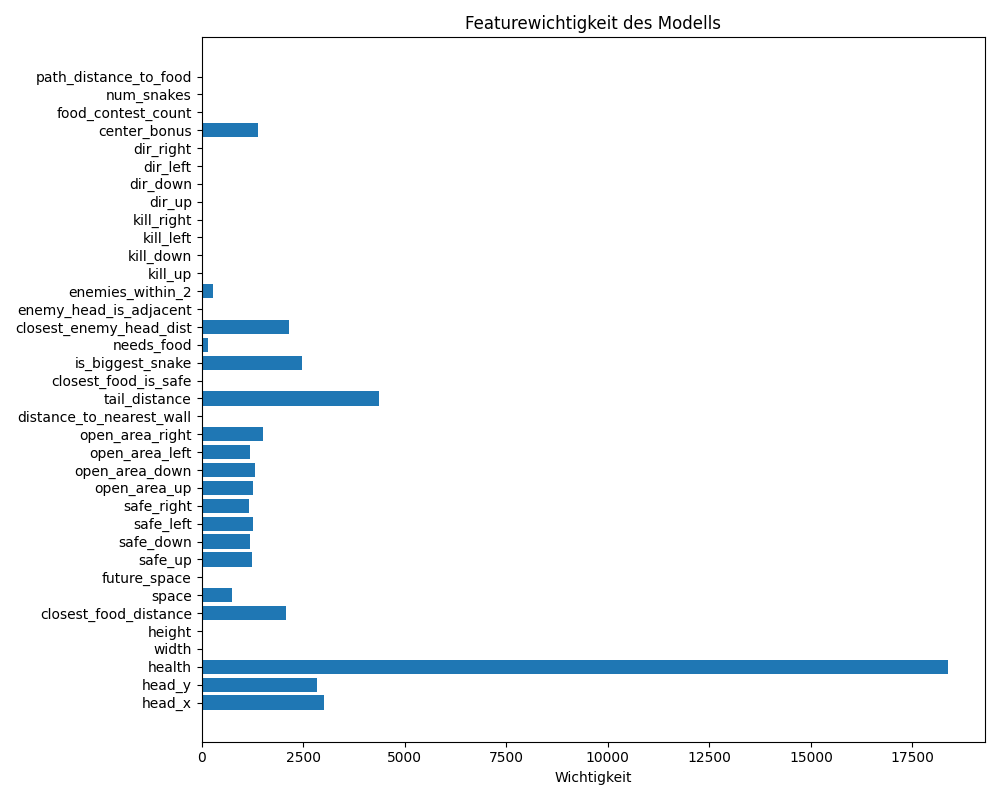 Featurewichtigkeit des Modells
path_distance_to_food
num_snakes
food_contest_count
center_bonus
dir_right
dir_left
dir_down
dir_up
kill_right
kill_left
kill_down
kill_up
enemies_within_2
enemy_head_is_adjacent
closest_enemy_head_dist
needs_food
is_biggest_snake
closest_food_is_safe
tail_distance
distance_to_nearest_wall
open_area_right
open_area_left
open_area_down
open_area_up
safe_right
safe_left
safe_down
safe_up
future_space
space
closest_food_distance
height
width
health
head_y
head_x
0 2500 5000 7500 10000 12500 15000 17500
Wichtigkeit